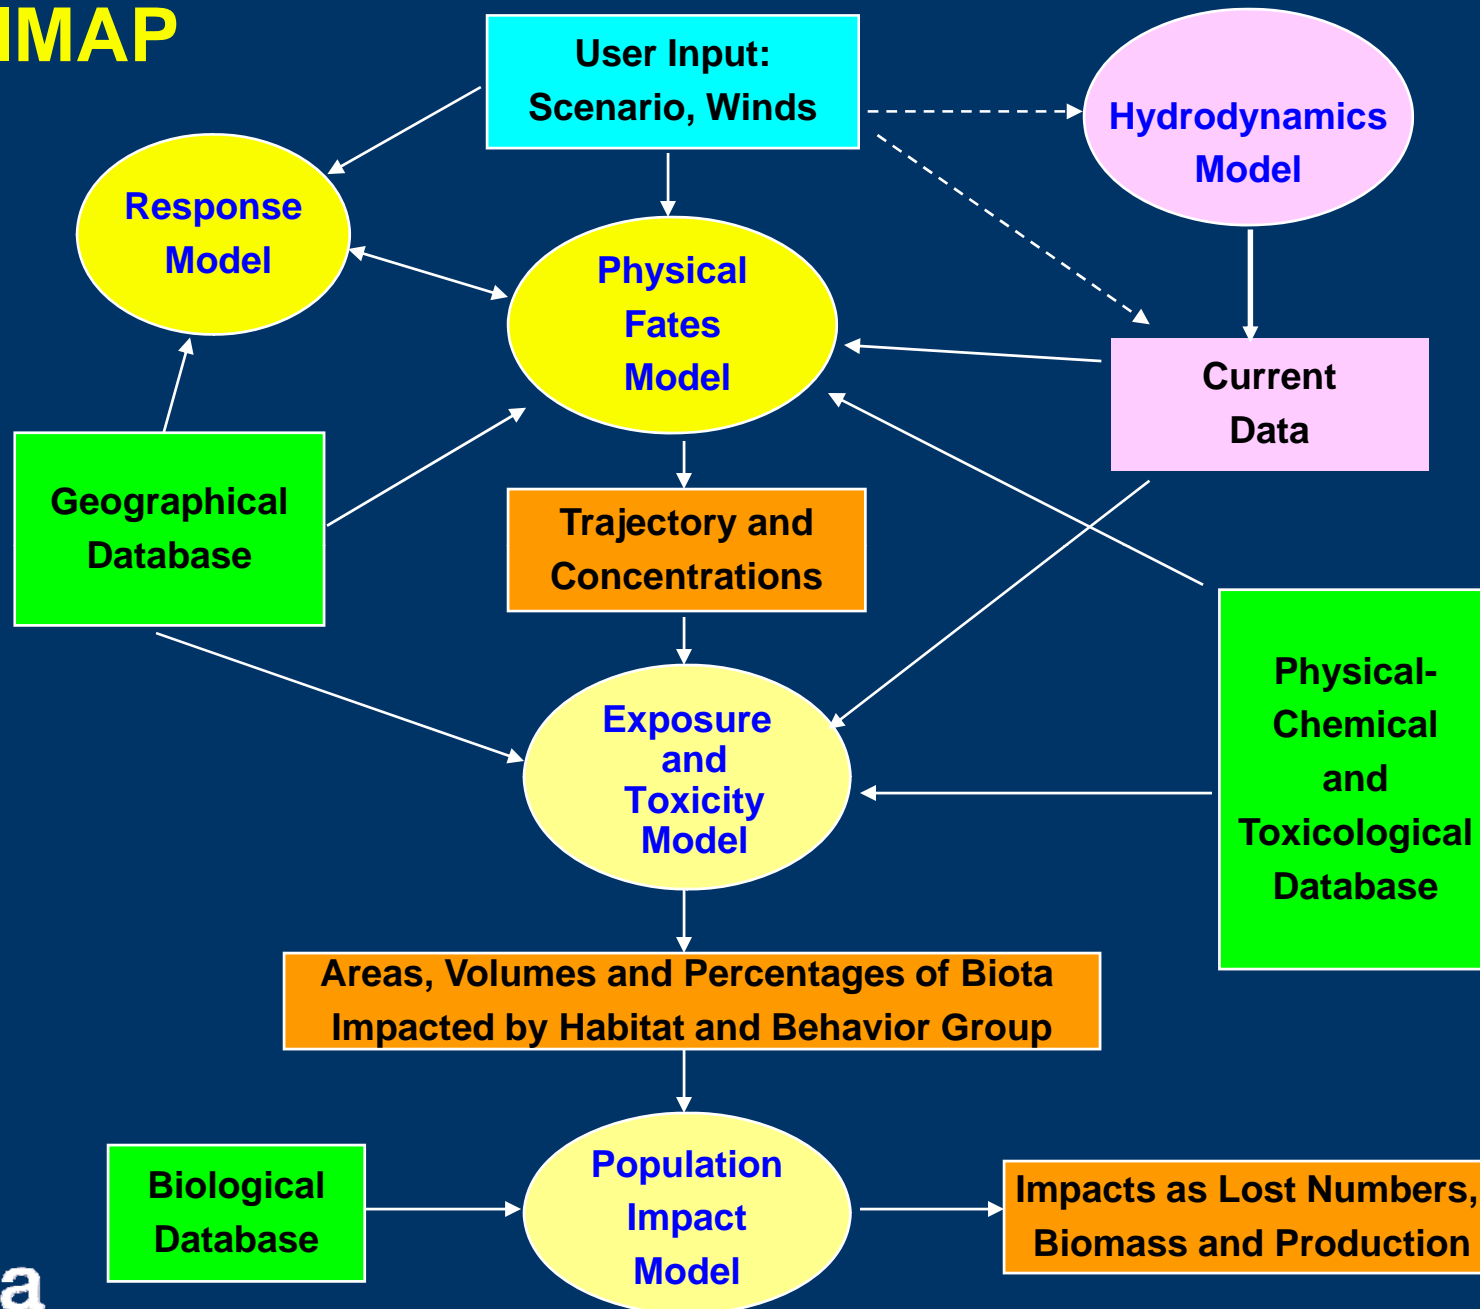 IMAP
User Input:
Scenario, Winds
Hydrodynamics
Model
Response
Model
Physical
Fates
Model
Current
Data
Geographical
Database
Trajectory and
Concentrations
Physical-
Chemical
and
Toxicological
Database
Exposure
and
Toxicity
Model
Areas, Volumes and Percentages of Biota
Impacted by Habitat and Behavior Group
Biological
Database
Population
Impact
Model
Impacts as Lost Numbers,
Biomass and Production
a